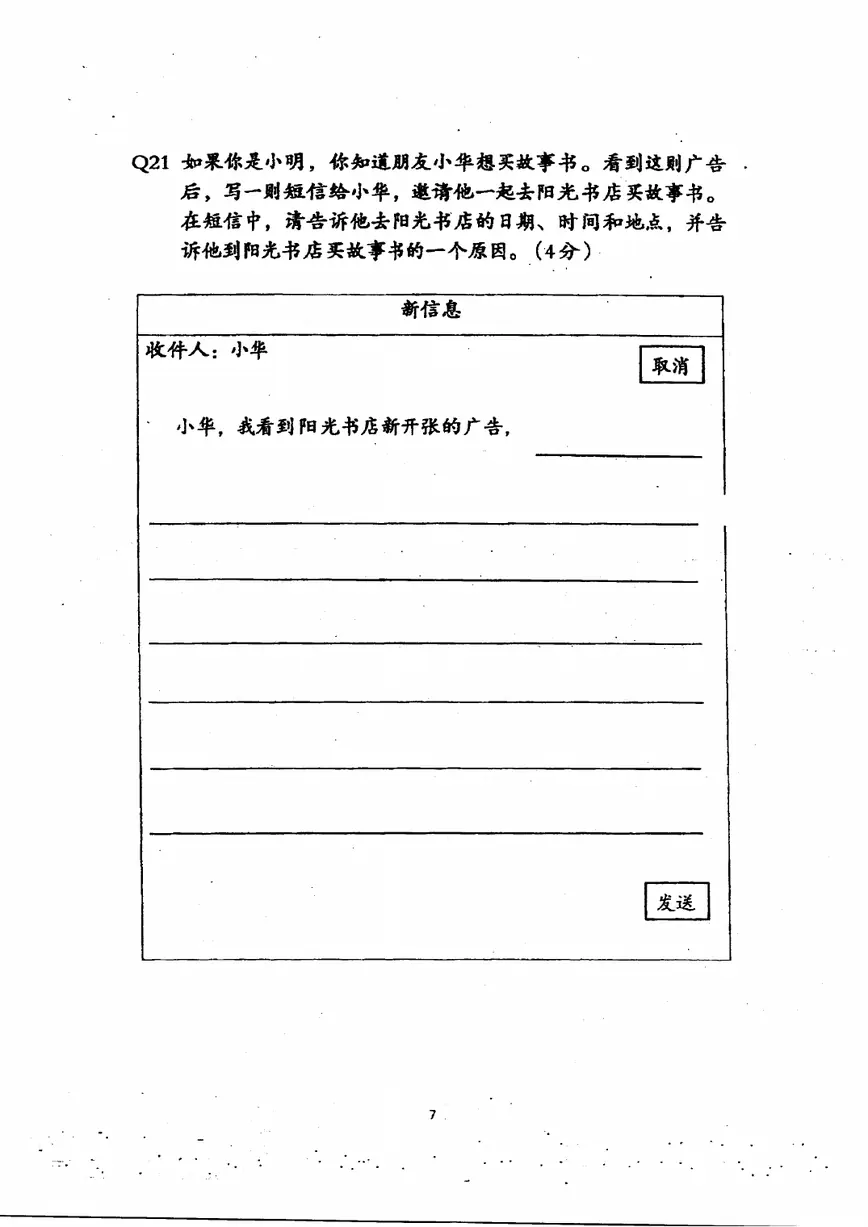 Q21 如果你是小明，你知道朋友小华想买故事书。看到这则广告
后，写一则短信给小华，邀请他一起去阳光书店买故事书。
在短信中，请告诉他去阳光书店的日期、时间和地点，并告
诉他到阳光书店买故事书的一个原因。（4分）
新信息
收件人：小华
取消
小华，我看到阳光书店新开张的广告，
发送
7